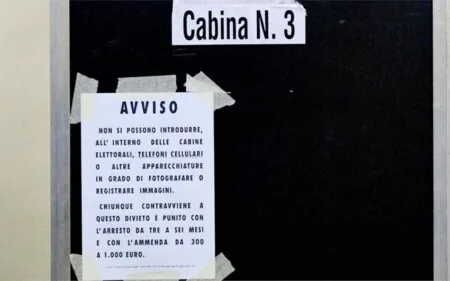 Cabina N. 3
AVVISO
NON SI POSSONO INTRODURRE,
ALL' INTERNO DELLE CABINE
ELETTORALI, TELEFONI CELLULARI
O ALTRE APPARECCHIATURE
IN GRADO DI FOTOGRAFARE O
REGISTRARE IMMAGINI.
CHIUNQUE CONTRAVVIENE A
QUESTO DIVIETO È PUNITO CON
L'ARRESTO DA TRE A SEI MESI
E CON L'AMMENDA DA 300
A 1.000 EURO.